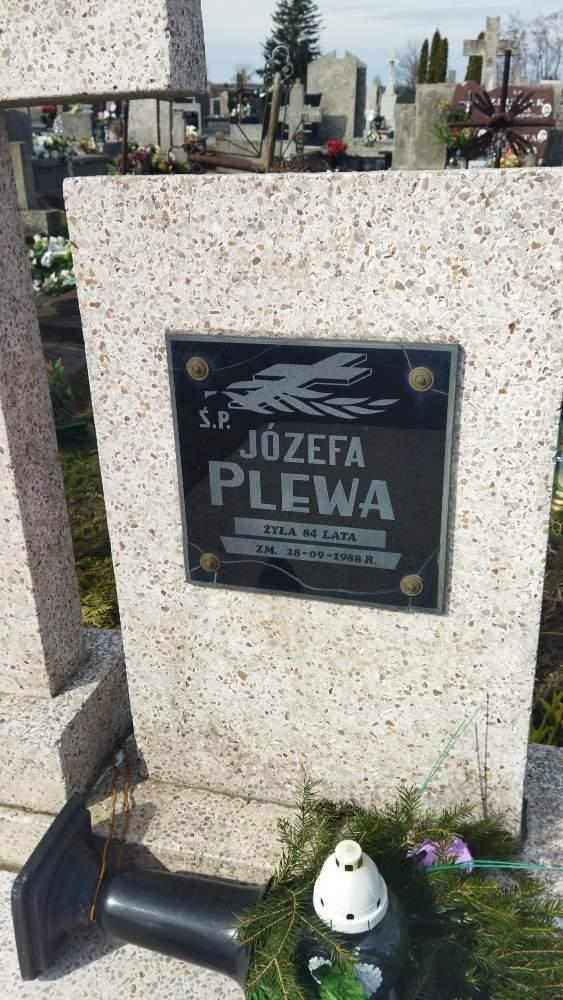 Ś.P.
JÓZEFA
PLEWA
ŻYŁA 84 LATA
ZM. 28-09-1988 R.